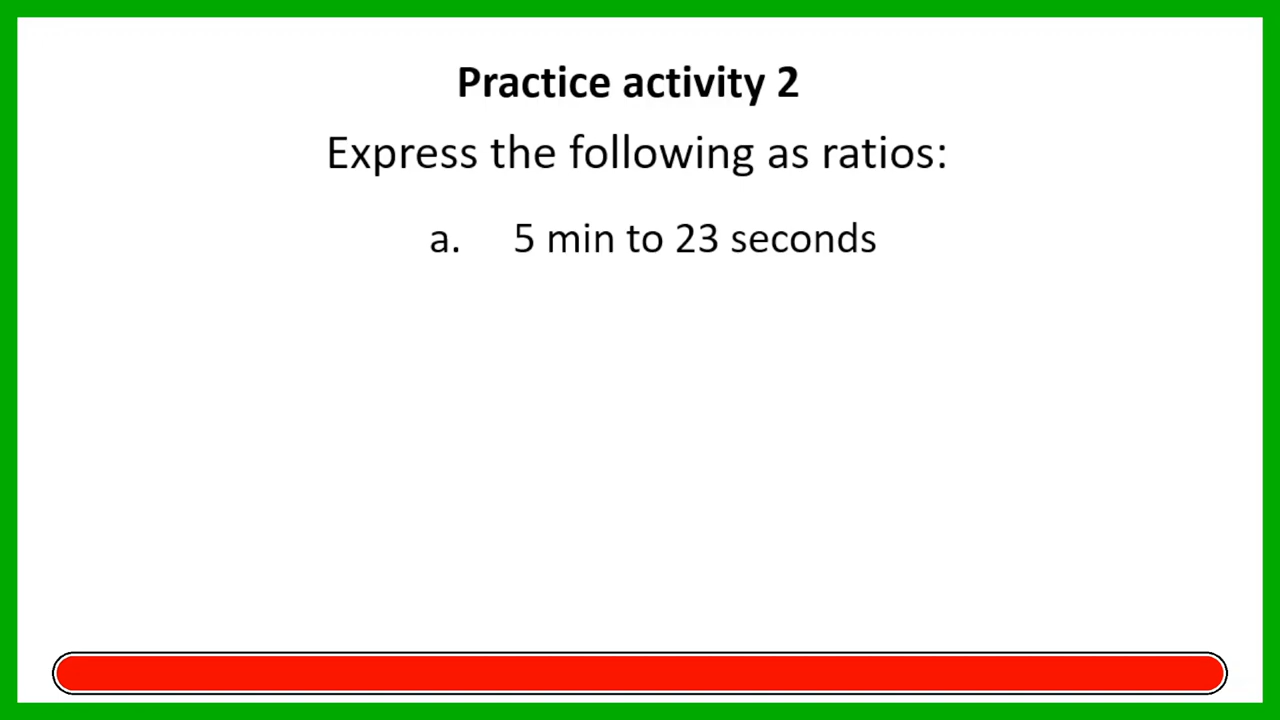 Practice activity 2
Express the following as ratios:
a. 5 min to 23 seconds